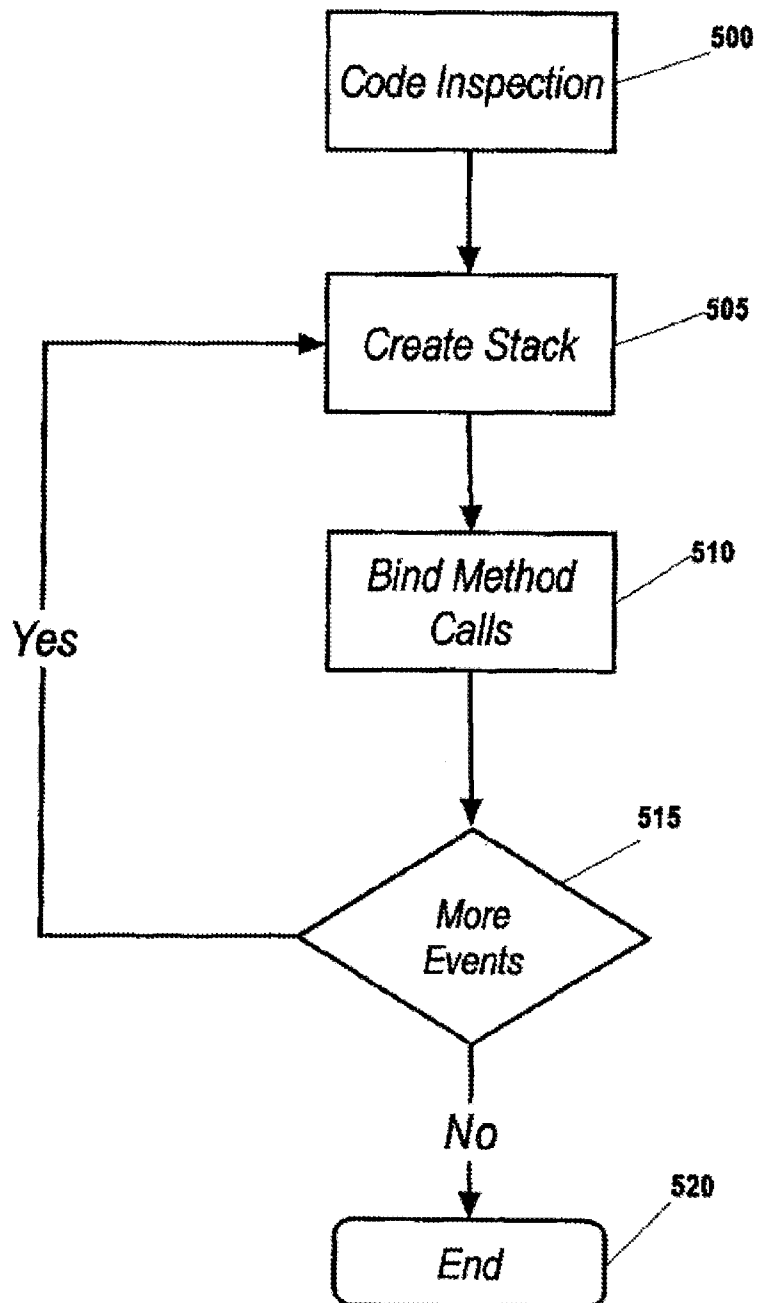 Code Inspection
500
Create Stack
505
Bind Method
Calls
510
Yes
515
More
Events
No
520
End